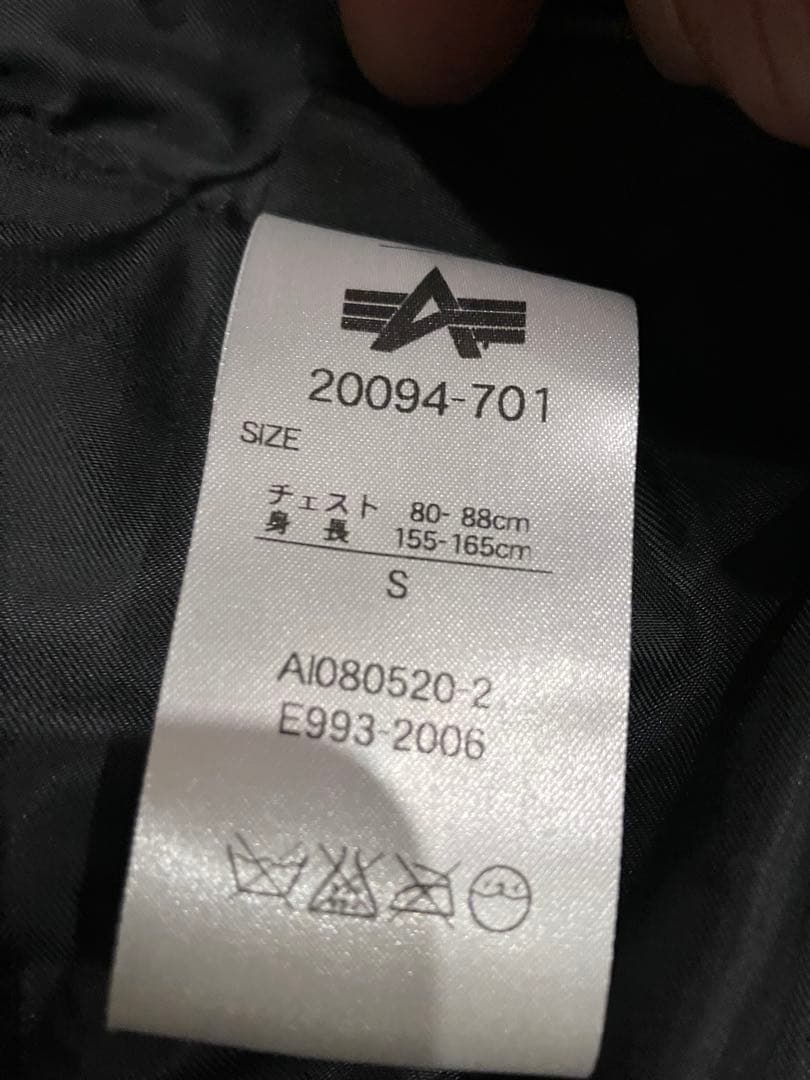 20094-701
SIZE
チェスト 80- 88cm
身 長 155-165cm
S
AI080520-2
E993-2006